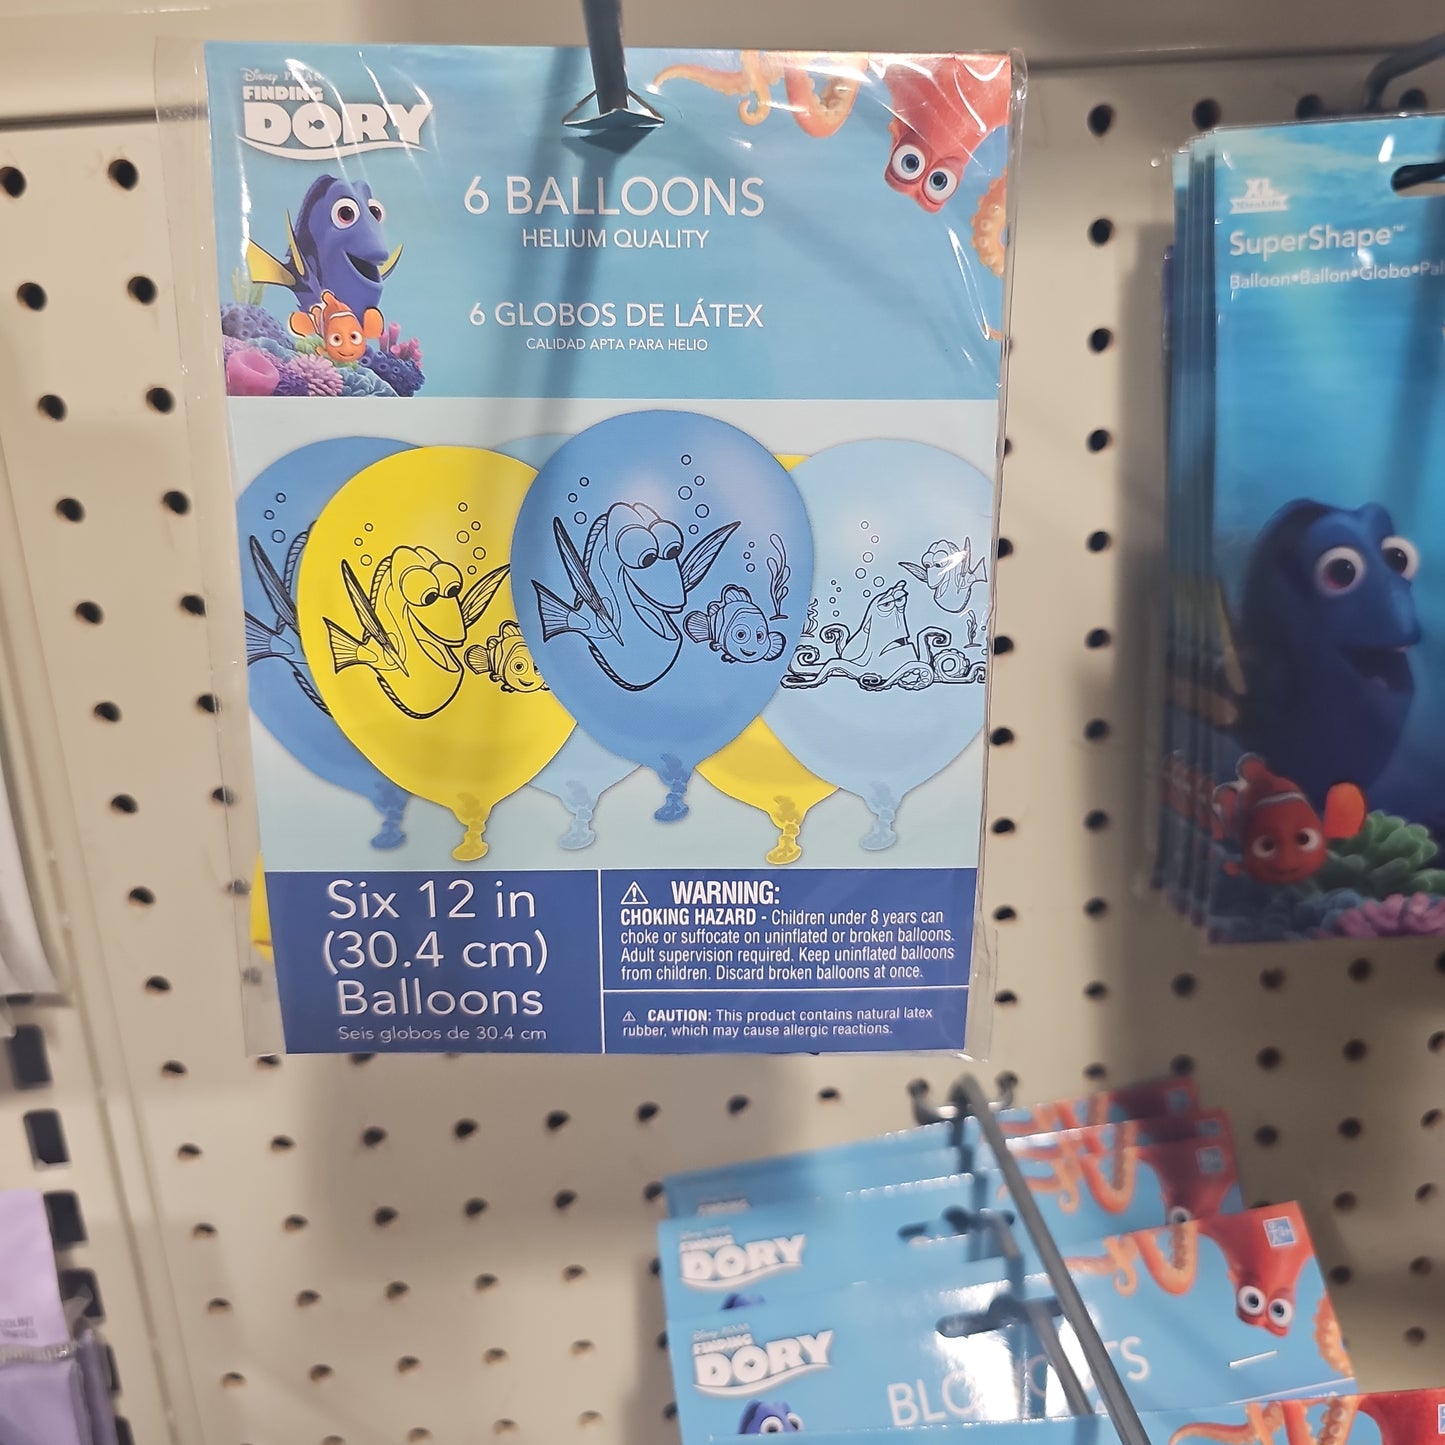 Disney PIXAR
FINDING
DORY
6 BALLOONS
HELIUM QUALITY
6 GLOBOS DE LÁTEX
CALIDAD APTA PARA HELIO
Six 12 in
(30.4 cm)
Balloons
Seis globos de 30.4 cm
WARNING:
CHOKING HAZARD - Children under 8 years can
choke or suffocate on uninflated or broken balloons.
Adult supervision required. Keep uninflated balloons
from children. Discard broken balloons at once.
CAUTION: This product contains natural latex
rubber, which may cause allergic reactions.
XL
SuperShape™
Balloon•Ballon•Globo•Pal
FINDING
DORY
FINDING
DORY